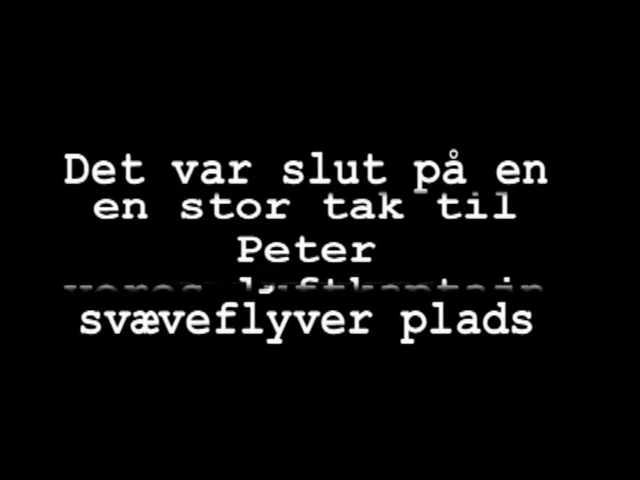 Det var slut på en
en stor tak til
Peter
svæveflyver plads